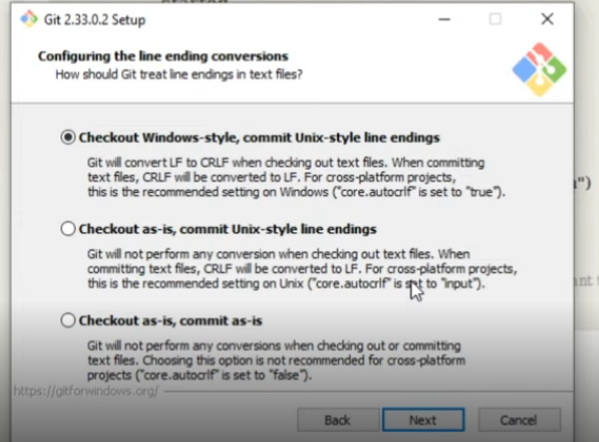 Git 2.33.0.2 Setup
Configuring the line ending conversions
How should Git treat line endings in text files?
Checkout Windows-style, commit Unix-style line endings
Git will convert LF to CRLF when checking out text files. When committing
text files, CRLF will be converted to LF. For cross-platform projects,
this is the recommended setting on Windows ("core.autocrlf" is set to "true").
Checkout as-is, commit Unix-style line endings
Git will not perform any conversion when checking out text files. When
committing text files, CRLF will be converted to LF. For cross-platform projects,
this is the recommended setting on Unix ("core.autocrlf" is set to "input").
Checkout as-is, commit as-is
Git will not perform any conversions when checking out or committing
text files. Choosing this option is not recommended for cross-platform
projects ("core.autocrlf" is set to "false").
https://gitforwindows.org/
Back Next Cancel